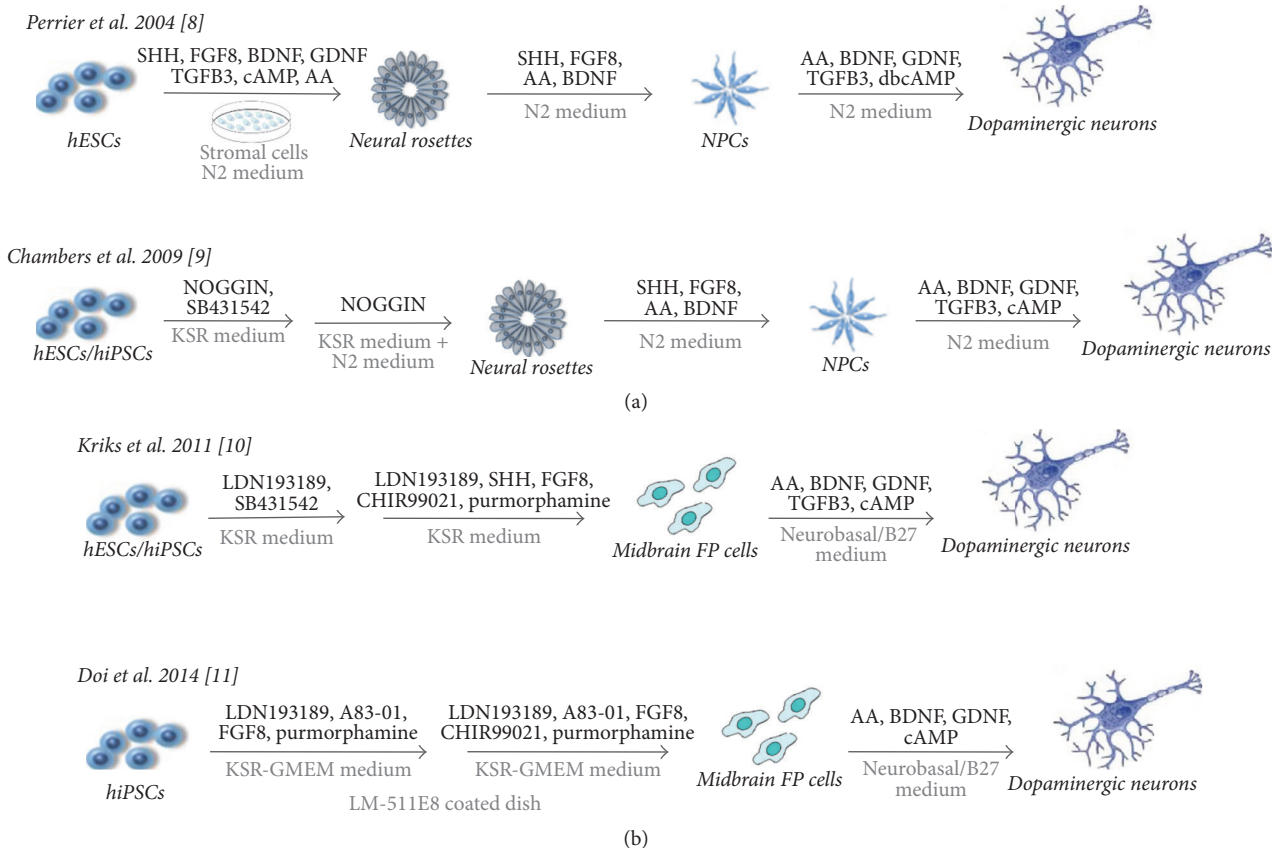 Perrier et al. 2004 [8]
SHH, FGF8, BDNF, GDNF
TGFB3, cAMP, AA
Stromal cells
N2 medium
hESCs
Neural rosettes
SHH, FGF8,
AA, BDNF
N2 medium
NPCs
AA, BDNF, GDNF,
TGFB3, dbcAMP
N2 medium
Dopaminergic neurons
Chambers et al. 2009 [9]
hESCs/hiPSCs
NOGGIN,
SB431542
KSR medium
NOGGIN
KSR medium +
N2 medium
Neural rosettes
SHH, FGF8,
AA, BDNF
N2 medium
NPCs
AA, BDNF, GDNF,
TGFB3, cAMP
N2 medium
Dopaminergic neurons
(a)
Kriks et al. 2011 [10]
hESCs/hiPSCs
LDN193189,
SB431542
KSR medium
LDN193189, SHH, FGF8,
CHIR99021, purmorphamine
KSR medium
Midbrain FP cells
AA, BDNF, GDNF,
TGFB3, cAMP
Neurobasal/B27
medium
Dopaminergic neurons
Doi et al. 2014 [11]
hiPSCs
LDN193189, A83-01,
FGF8, purmorphamine
KSR-GMEM medium
LDN193189, A83-01, FGF8,
CHIR99021, purmorphamine
KSR-GMEM medium
LM-511E8 coated dish
Midbrain FP cells
AA, BDNF, GDNF,
cAMP
Neurobasal/B27
medium
Dopaminergic neurons
(b)